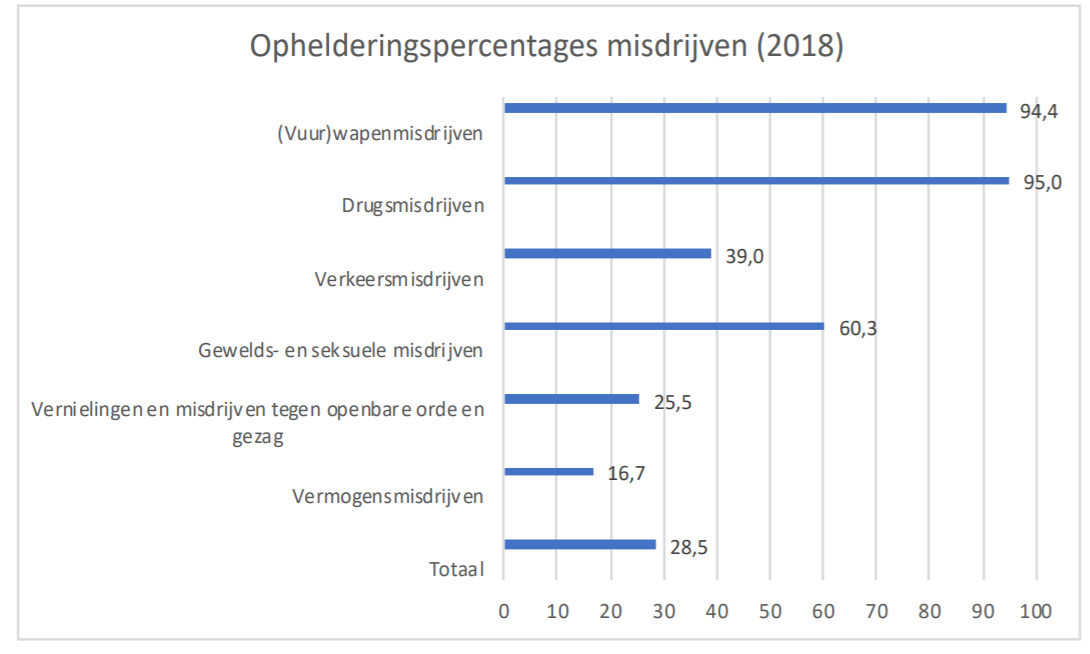 Ophelderingspercentages misdrijven (2018)
(Vuur)wapenmisdrijven
94,4
Drugsmisdrijven
95,0
Verkeersmisdrijven
39,0
Gewelds- en seksuele misdrijven
60,3
Vernielingen en misdrijven tegen openbare orde en
gezag
25,5
Vermogensmisdrijven
16,7
Totaal
28,5
0 10 20 30 40 50 60 70 80 90 100